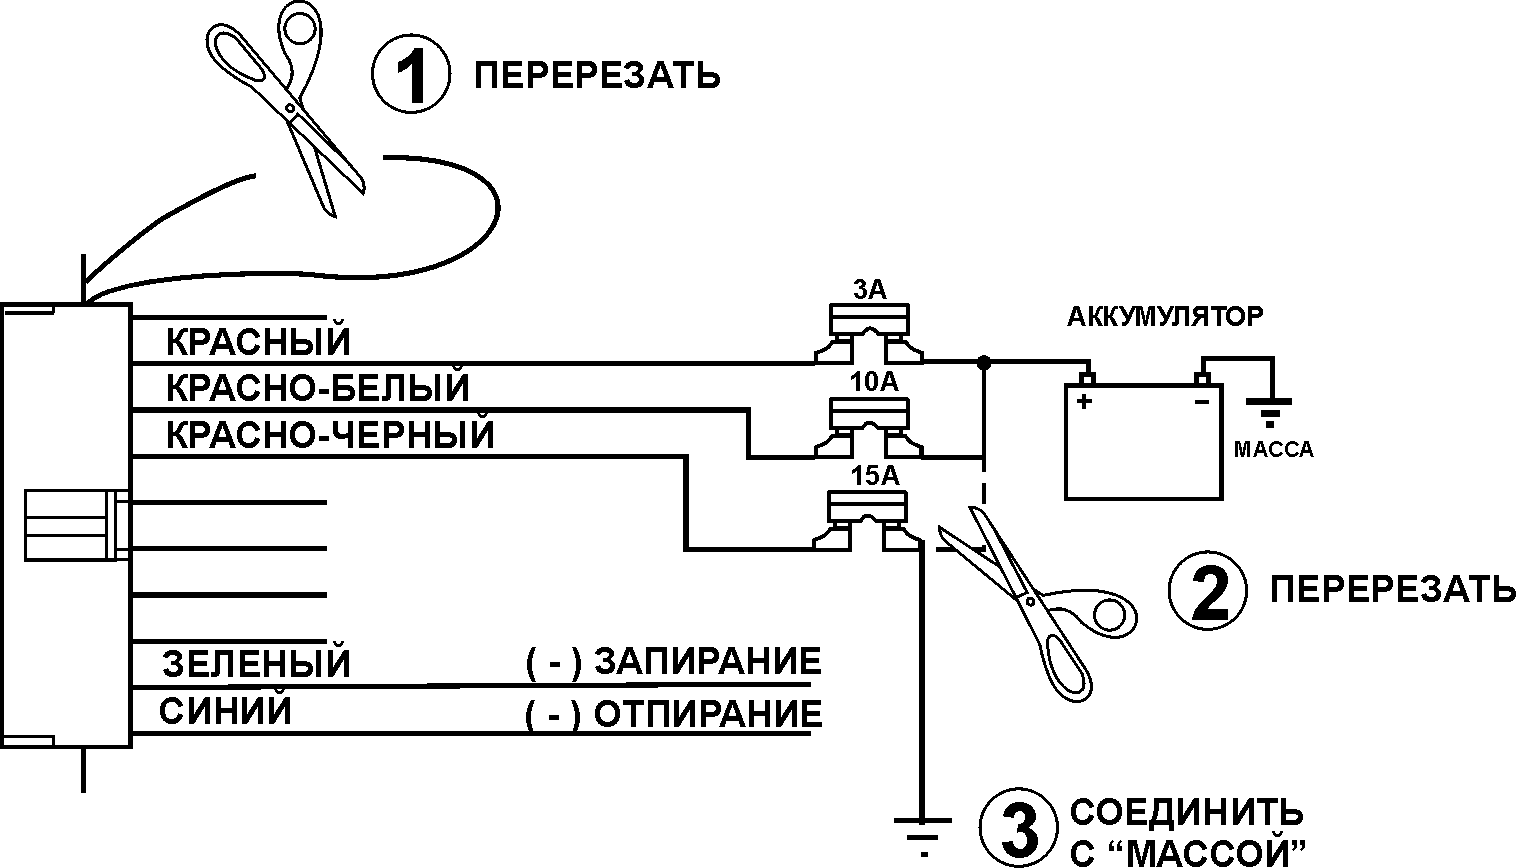 1 ПЕРЕРЕЗАТЬ
3А
АККУМУЛЯТОР
КРАСНЫЙ
10А
КРАСНО-БЕЛЫЙ
+ –
КРАСНО-ЧЕРНЫЙ
МАССА
15А
2 ПЕРЕРЕЗАТЬ
ЗЕЛЕНЫЙ ( - ) ЗАПИРАНИЕ
СИНИЙ ( - ) ОТПИРАНИЕ
3 СОЕДИНИТЬ
С “МАССОЙ”